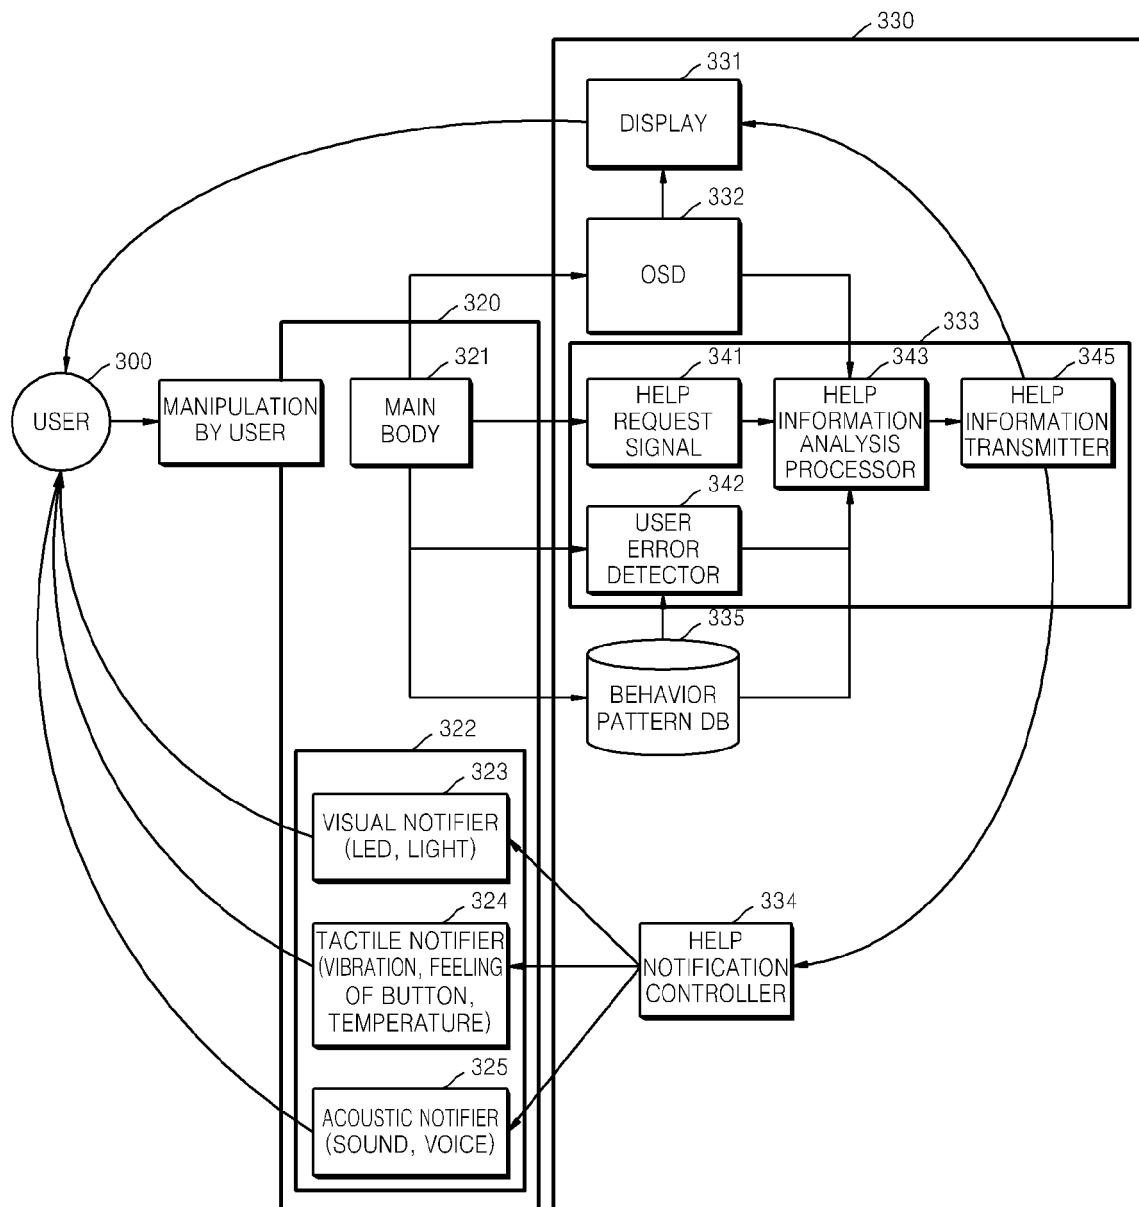 330
331
DISPLAY
332
OSD
320
333
300
321
341
343
345
USER
MANIPULATION
BY USER
MAIN
BODY
HELP
REQUEST
SIGNAL
HELP
INFORMATION
ANALYSIS
PROCESSOR
HELP
INFORMATION
TRANSMITTER
342
USER
ERROR
DETECTOR
335
BEHAVIOR
PATTERN DB
322
323
VISUAL NOTIFIER
(LED, LIGHT)
324
TACTILE NOTIFIER
(VIBRATION, FEELING
OF BUTTON,
TEMPERATURE)
334
HELP
NOTIFICATION
CONTROLLER
325
ACOUSTIC NOTIFIER
(SOUND, VOICE)